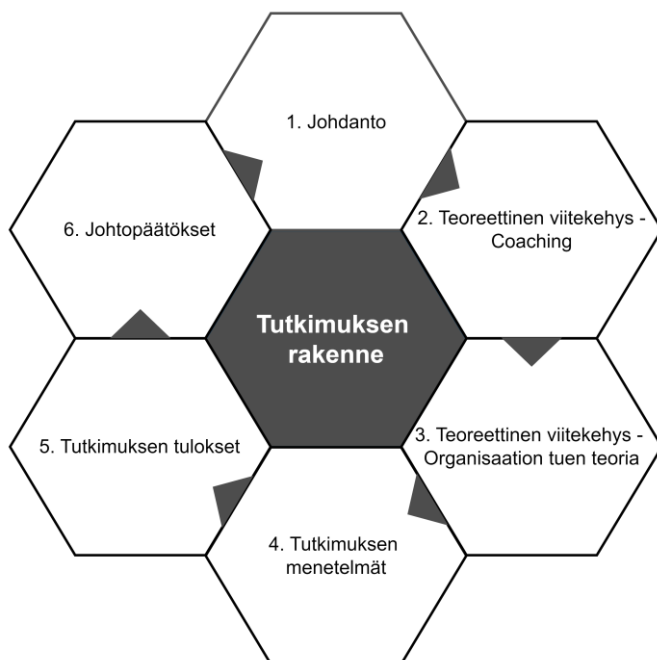 1. Johdanto
2. Teoreettinen viitekehys -
Coaching
3. Teoreettinen viitekehys -
Organisaation tuen teoria
4. Tutkimuksen
menetelmät
5. Tutkimuksen tulokset
6. Johtopäätökset
Tutkimuksen
rakenne